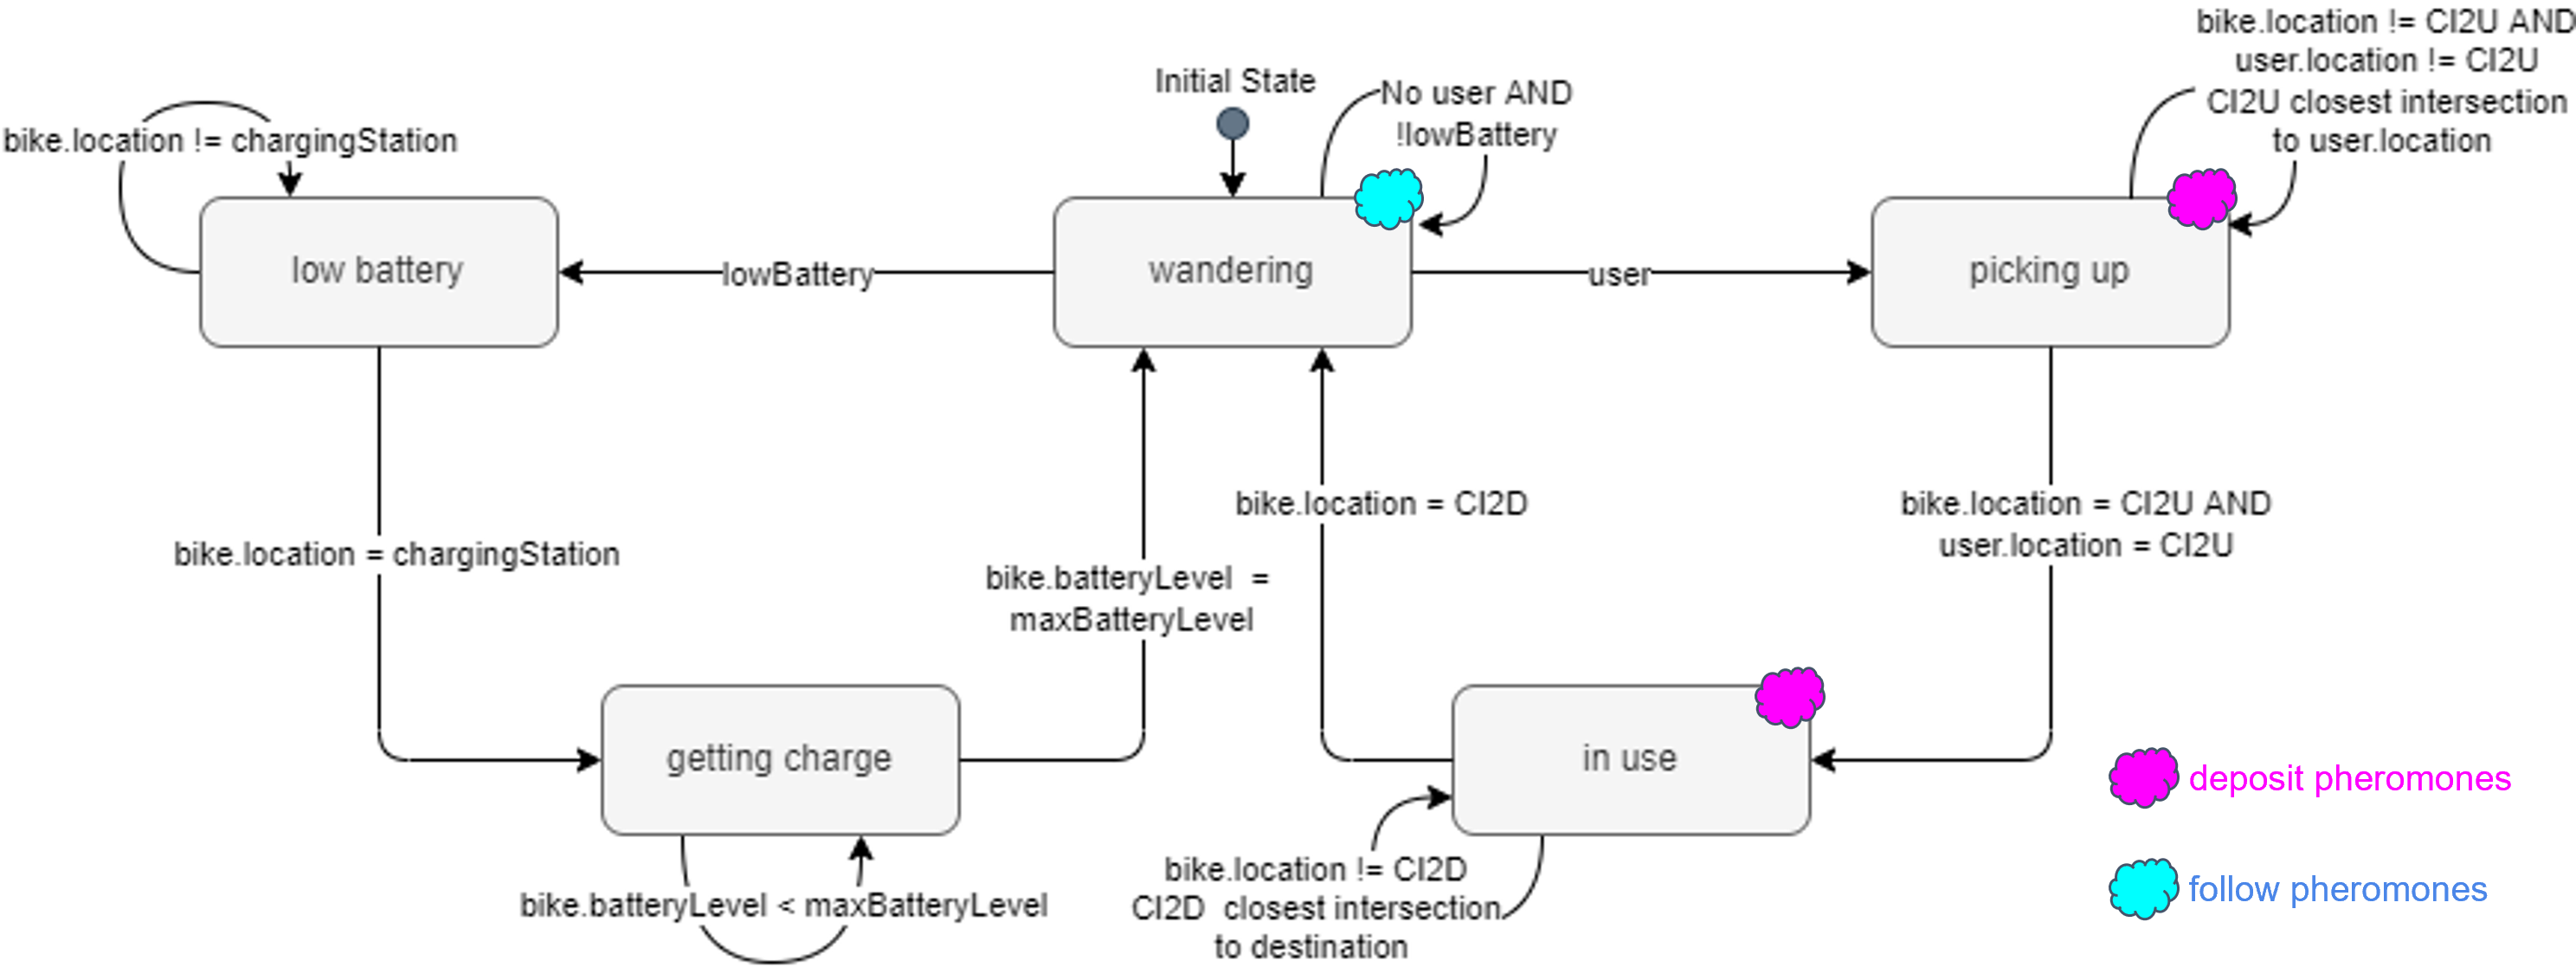 bike.location != CI2U AND
user.location != CI2U
CI2U closest intersection
to user.location
Initial State
No user AND
!lowBattery
bike.location != chargingStation
low battery
lowBattery
wandering
user
picking up
bike.location = chargingStation
bike.batteryLevel =
maxBatteryLevel
bike.location = CI2D
bike.location = CI2U AND
user.location = CI2U
getting charge
in use
bike.batteryLevel < maxBatteryLevel
bike.location != CI2D
CI2D closest intersection
to destination
deposit pheromones
follow pheromones